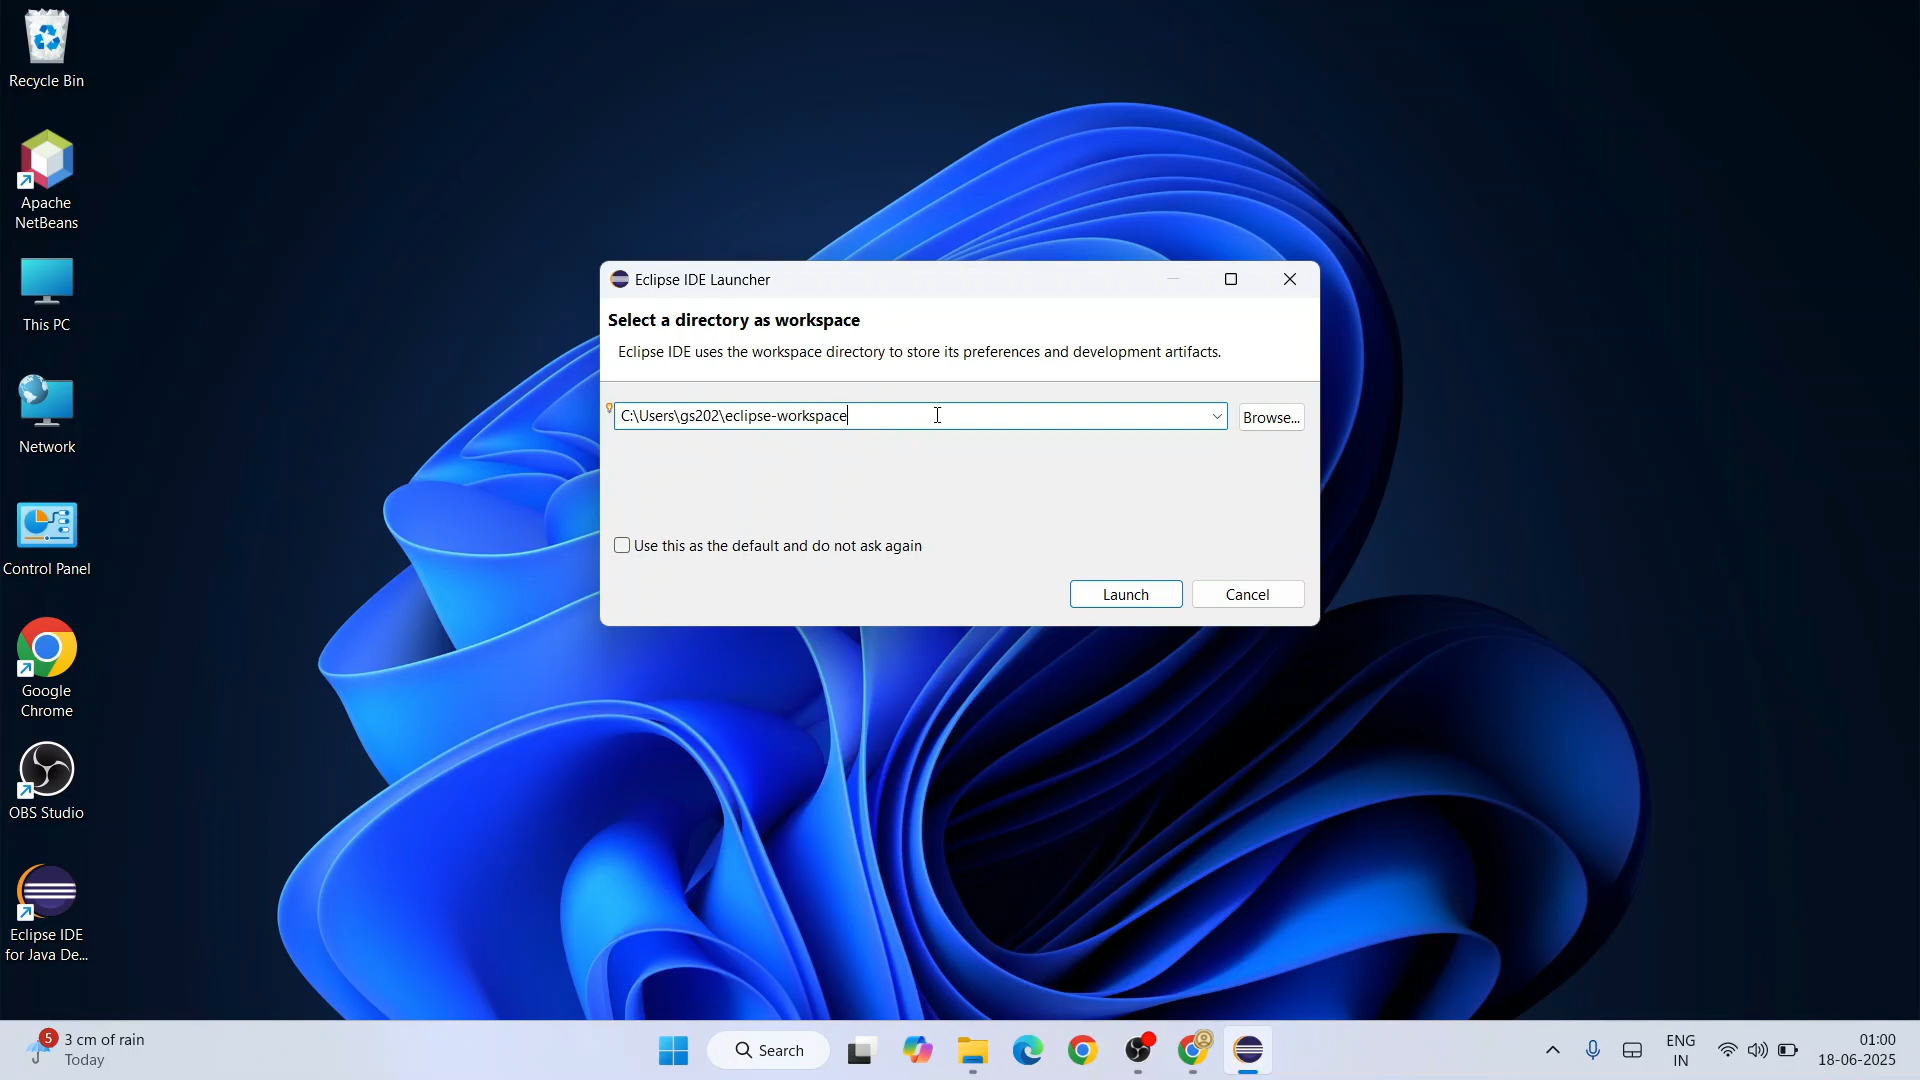 Recycle Bin
Apache
NetBeans
This PC
Network
Control Panel
Google
Chrome
OBS Studio
Eclipse IDE
for Java De...
Eclipse IDE Launcher
Select a directory as workspace
Eclipse IDE uses the workspace directory to store its preferences and development artifacts.
C:\Users\gs202\eclipse-workspace
Browse...
Use this as the default and do not ask again
Launch
Cancel
5
3 cm of rain
Today
Search
ENG
IN
01:00
18-06-2025